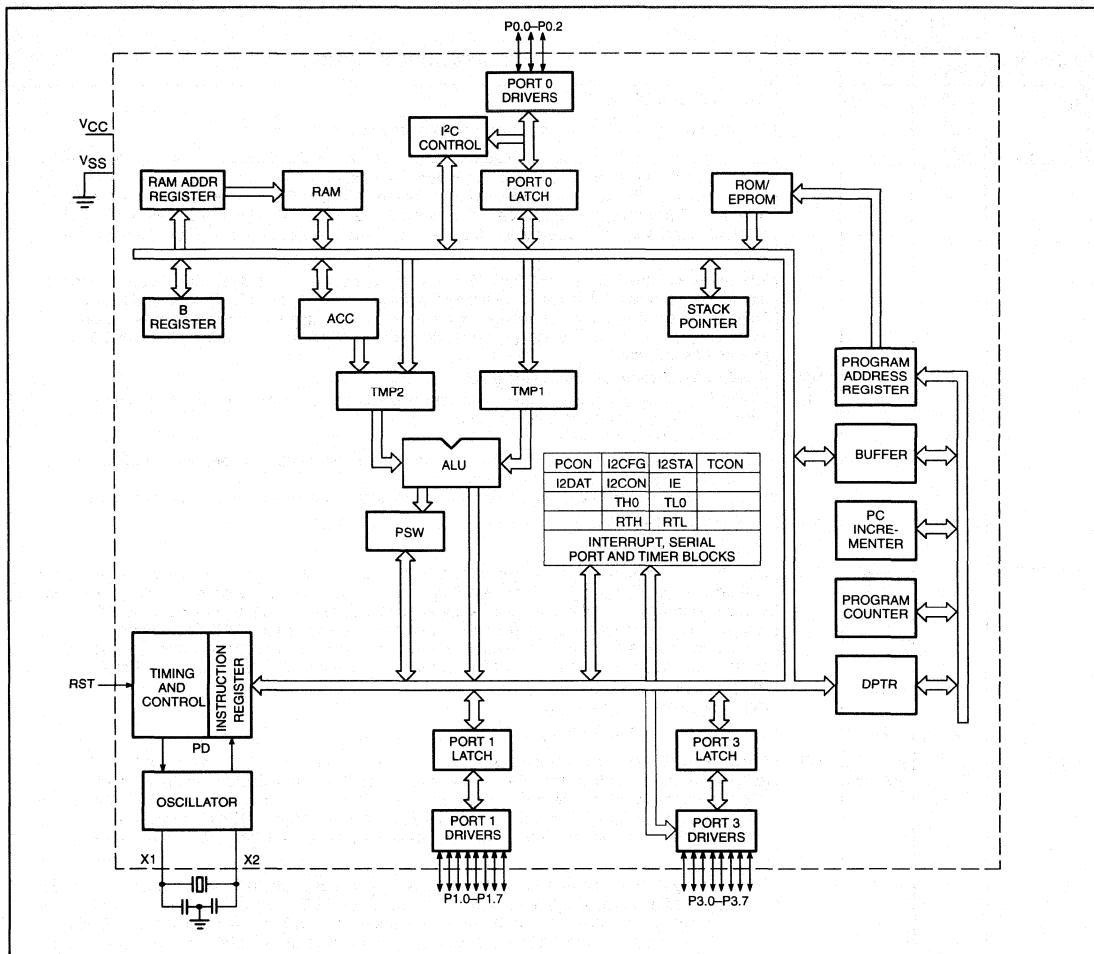 P0.0–P0.2
PORT 0
DRIVERS
VCC
I²C
CONTROL
VSS
RAM ADDR
REGISTER
RAM
PORT 0
LATCH
ROM/
EPROM
B
REGISTER
ACC
STACK
POINTER
PROGRAM
ADDRESS
REGISTER
TMP2
TMP1
ALU
BUFFER
PCON I2CFG I2STA TCON
I2DAT I2CON IE
TH0 TL0
RTH RTL
INTERRUPT, SERIAL
PORT AND TIMER BLOCKS
PSW
PC
INCRE-
MENTER
PROGRAM
COUNTER
RST
TIMING
AND
CONTROL
INSTRUCTION
REGISTER
DPTR
PD
PORT 1
LATCH
PORT 3
LATCH
OSCILLATOR
PORT 1
DRIVERS
PORT 3
DRIVERS
X1 X2
P1.0–P1.7
P3.0–P3.7